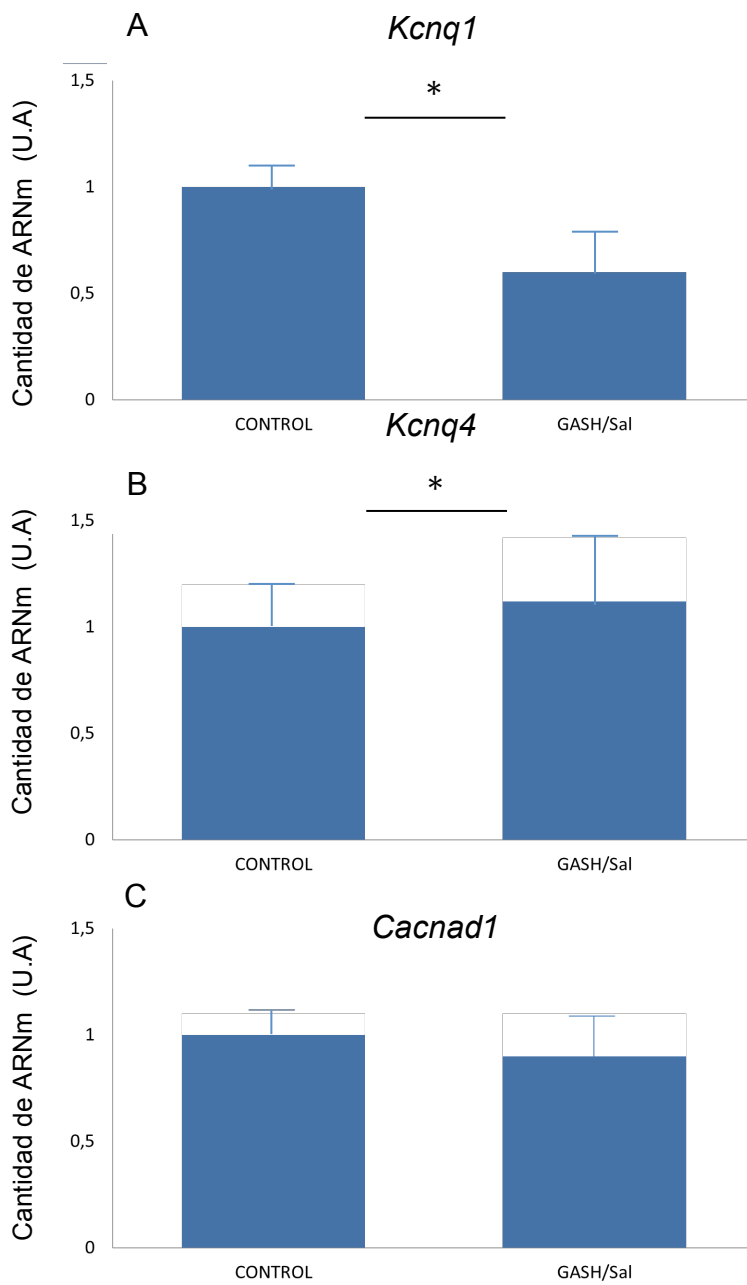 A
Kcnq1
Cantidad de ARNm (U.A)
1,5
*
1
0,5
0
CONTROL
GASH/Sal
Kcnq4
B
Cantidad de ARNm (U.A)
1,5
*
1
0,5
0
CONTROL
GASH/Sal
C
Cacnad1
Cantidad de ARNm (U.A)
1,5
1
0,5
0
CONTROL
GASH/Sal